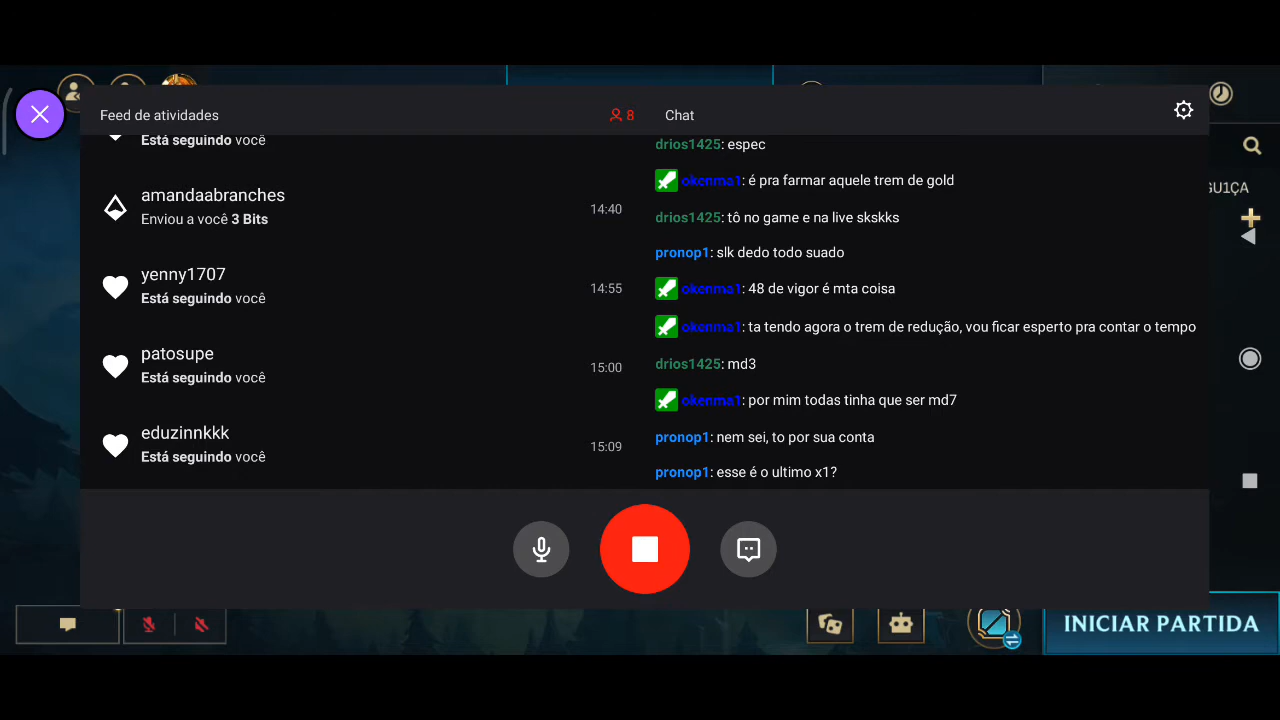 Feed de atividades
8
Está seguindo você
amandaabranches
Enviou a você 3 Bits
14:40
yenny1707
Está seguindo você
14:55
patosupe
Está seguindo você
15:00
eduzinnkkk
Está seguindo você
15:09
Chat
drios1425: espec
okenma1: é pra farmar aquele trem de gold
drios1425: tô no game e na live skskks
pronop1: slk dedo todo suado
okenma1: 48 de vigor é mta coisa
okenma1: ta tendo agora o trem de redução, vou ficar esperto pra contar o tempo
drios1425: md3
okenma1: por mim todas tinha que ser md7
pronop1: nem sei, to por sua conta
pronop1: esse é o ultimo x1?
GU1ÇA
INICIAR PARTIDA